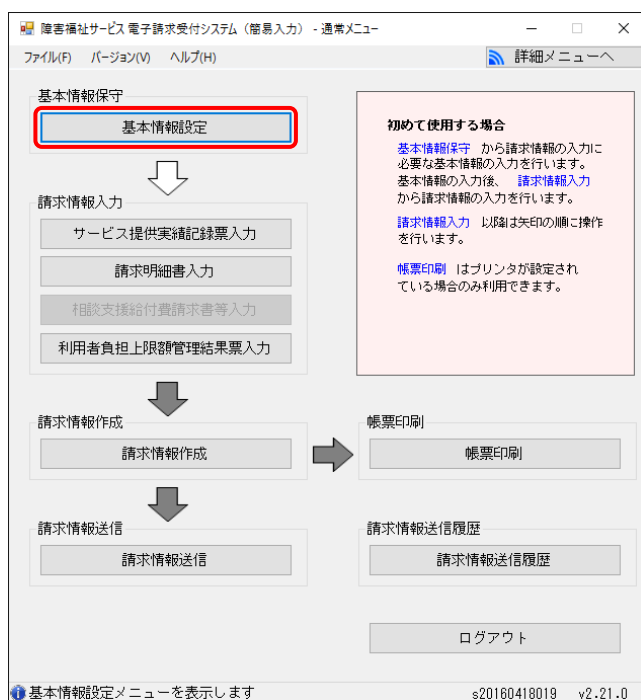 障害福祉サービス 電子請求受付システム（簡易入力） - 通常メニュー
ファイル(F) バージョン(V) ヘルプ(H)
詳細メニューへ
基本情報保守
基本情報設定
初めて使用する場合
基本情報保守 から請求情報の入力に
必要な基本情報の入力を行います。
基本情報の入力後、 請求情報入力
から請求情報の入力を行います。
請求情報入力 以降は矢印の順に操作
を行います。
帳票印刷 はプリンタが設定され
ている場合のみ利用できます。
請求情報入力
サービス提供実績記録票入力
請求明細書入力
相談支援給付費請求書等入力
利用者負担上限額管理結果票入力
請求情報作成
請求情報作成
帳票印刷
帳票印刷
請求情報送信
請求情報送信
請求情報送信履歴
請求情報送信履歴
ログアウト
基本情報設定メニューを表示します
s20160418019 v2.21.0